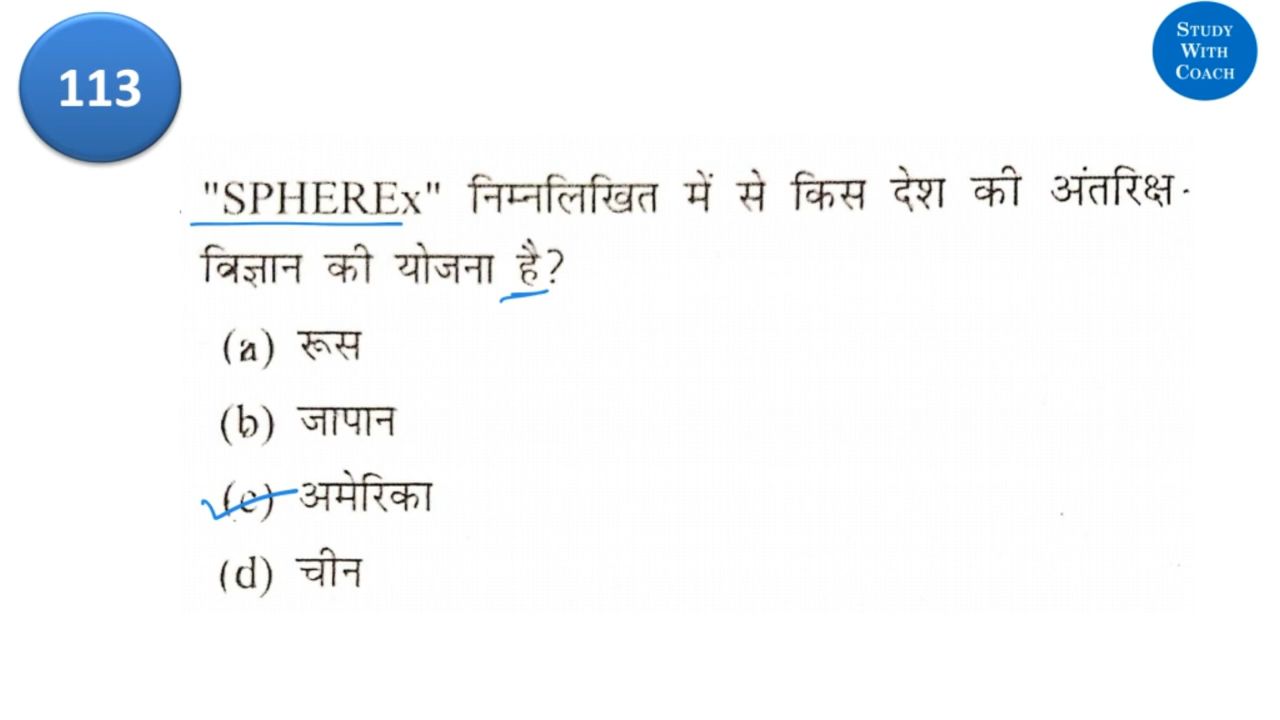 113
STUDY
WITH
COACH
"SPHEREx" निम्नलिखित में से किस देश की अंतरिक्ष-
विज्ञान की योजना है?
(a) रूस
(b) जापान
(c) अमेरिका
(d) चीन